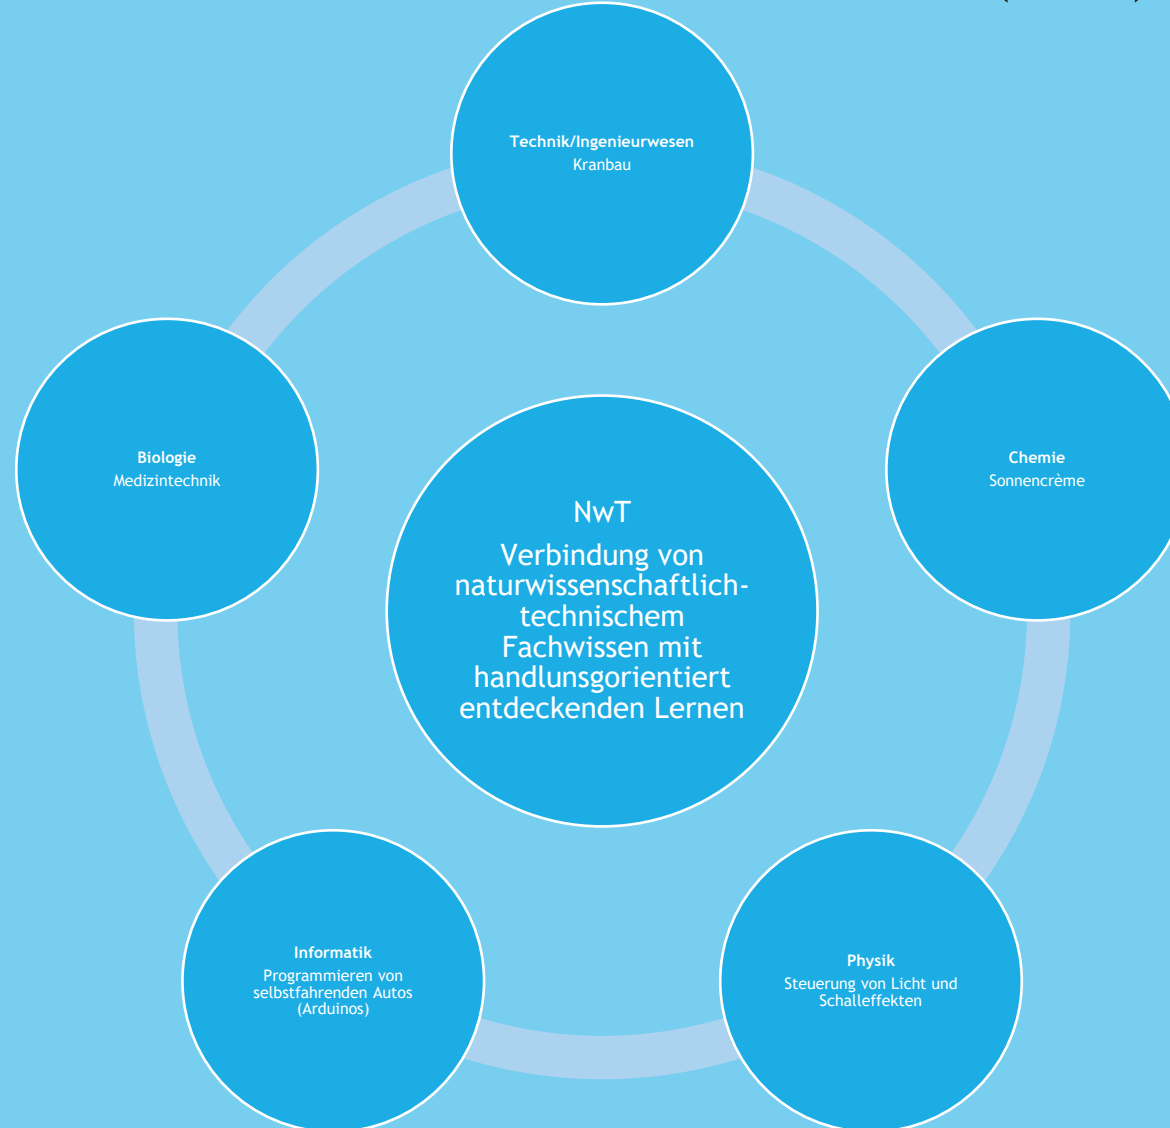 Technik/Ingenieurwesen
Kranbau
Biologie
Medizintechnik
Chemie
Sonnencrème
NwT
Verbindung von
naturwissenschaftlich-
technischem
Fachwissen mit
handlunsgorientiert
entdeckenden Lernen
Informatik
Programmieren von
selbstfahrenden Autos
(Arduinos)
Physik
Steuerung von Licht und
Schalleffekten